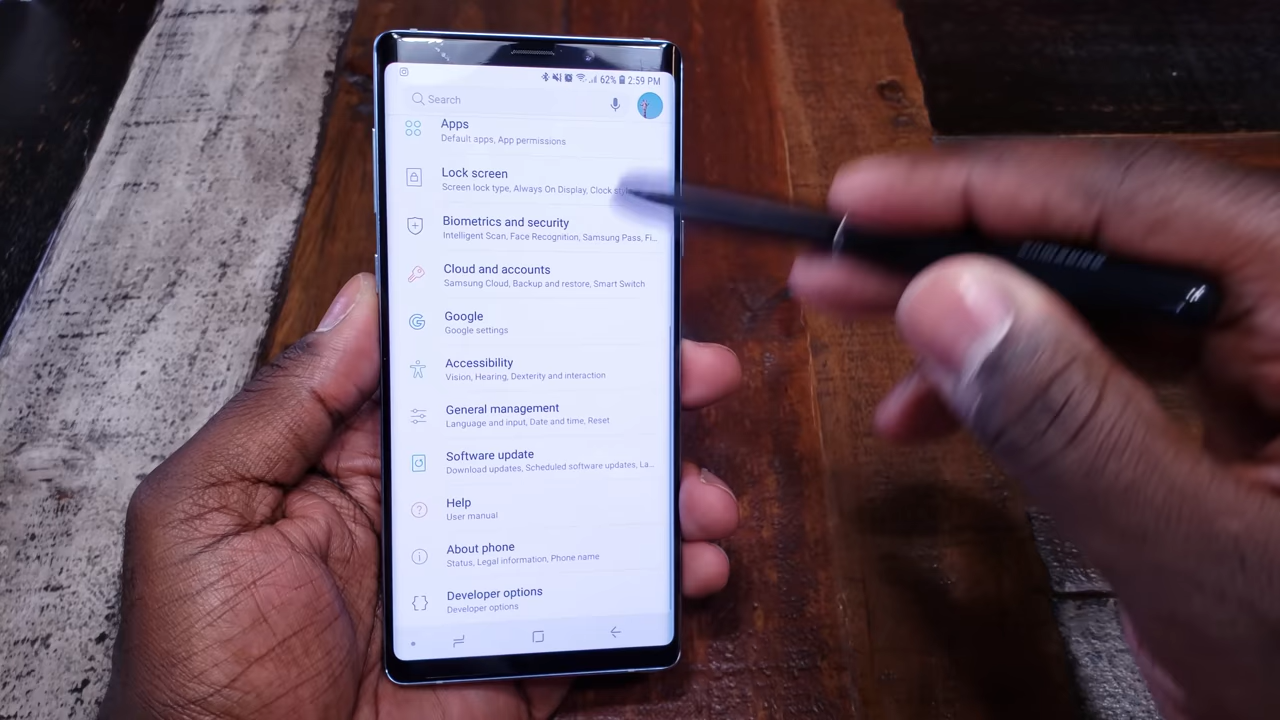 62% 2:59 PM
Search
Apps
Default apps, App permissions
Lock screen
Screen lock type, Always On Display, Clock
Biometrics and security
Intelligent Scan, Face Recognition, Samsung Pass, Fi...
Cloud and accounts
Samsung Cloud, Backup and restore, Smart Switch
Google
Google settings
Accessibility
Vision, Hearing, Dexterity and interaction
General management
Language and input, Date and time, Reset
Software update
Download updates, Scheduled software updates, La...
Help
User manual
About phone
Status, Legal information, Phone name
Developer options
Developer options
SAMSUNG